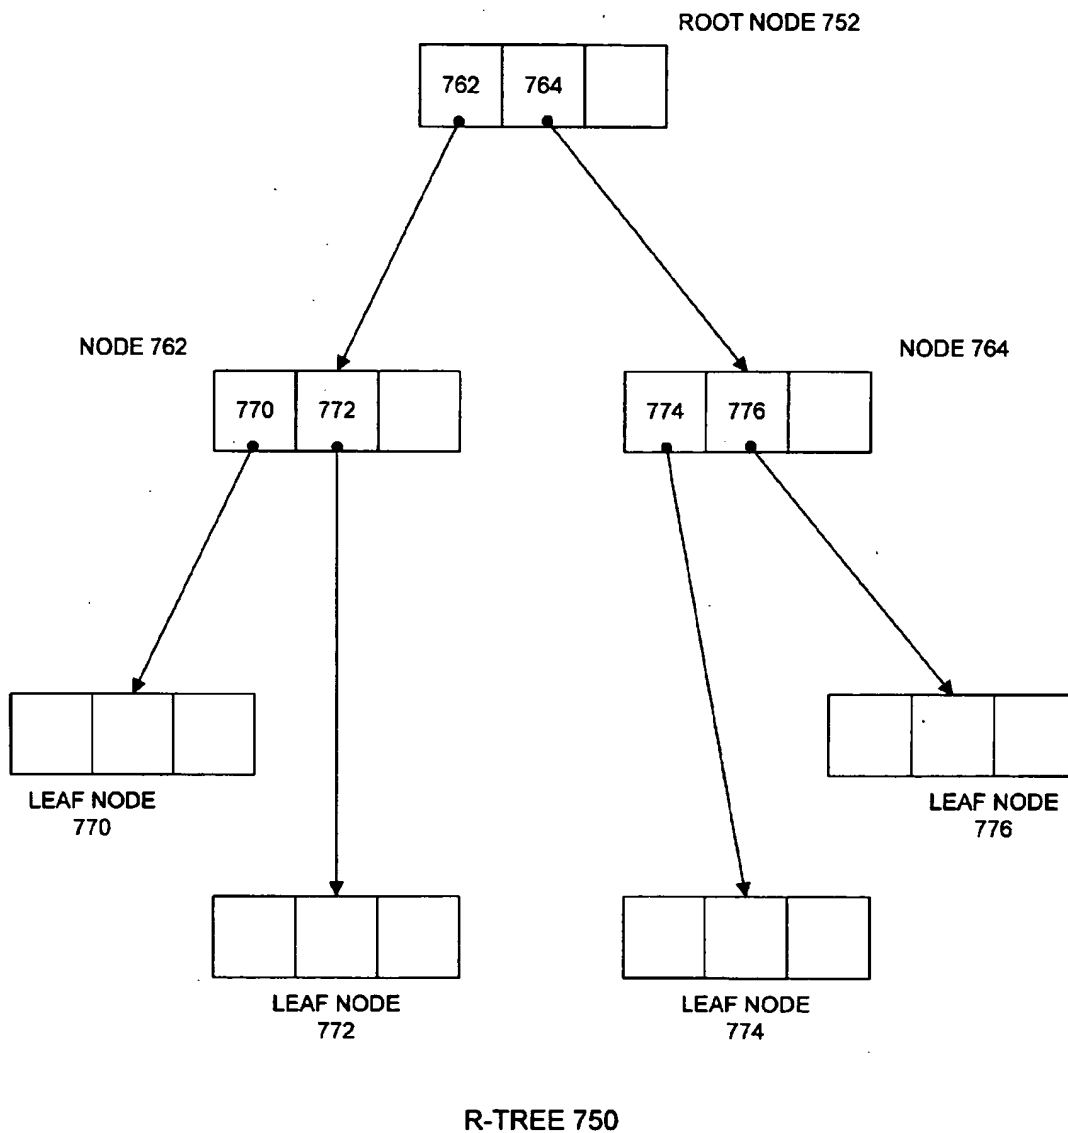 ROOT NODE 752
762 764
NODE 762
NODE 764
770 772
774 776
LEAF NODE
770
LEAF NODE
776
LEAF NODE
772
LEAF NODE
774
R-TREE 750